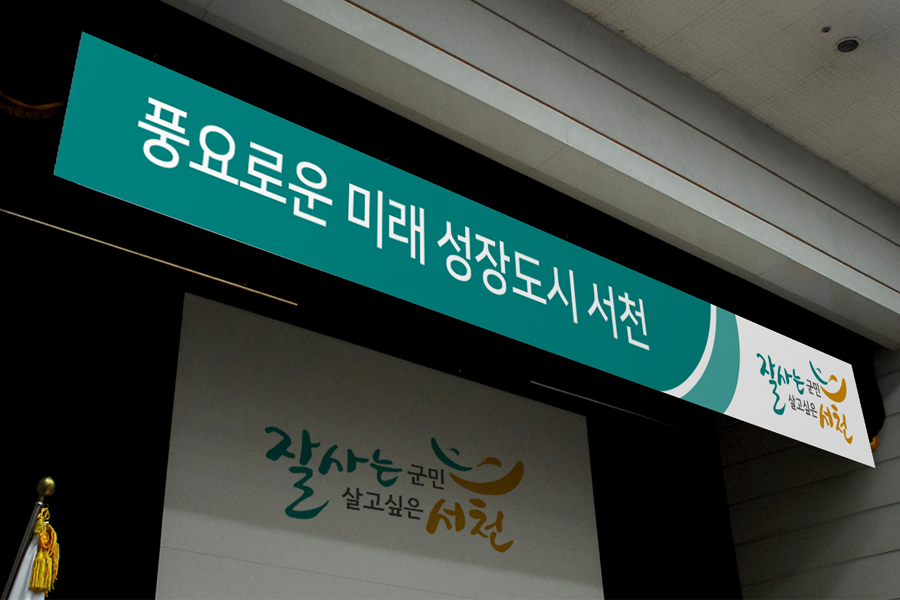 풍요로운 미래 성장도시 서천
잘사는 군민
살고싶은 서천
잘사는 군민
살고싶은 서천